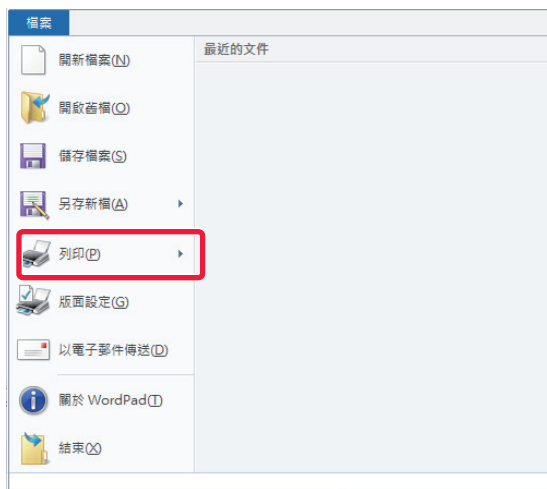 檔案
最近的文件
開新檔案(N)
開啟舊檔(O)
儲存檔案(S)
另存新檔(A)
列印(P)
版面設定(G)
以電子郵件傳送(D)
關於 WordPad(T)
結束(X)